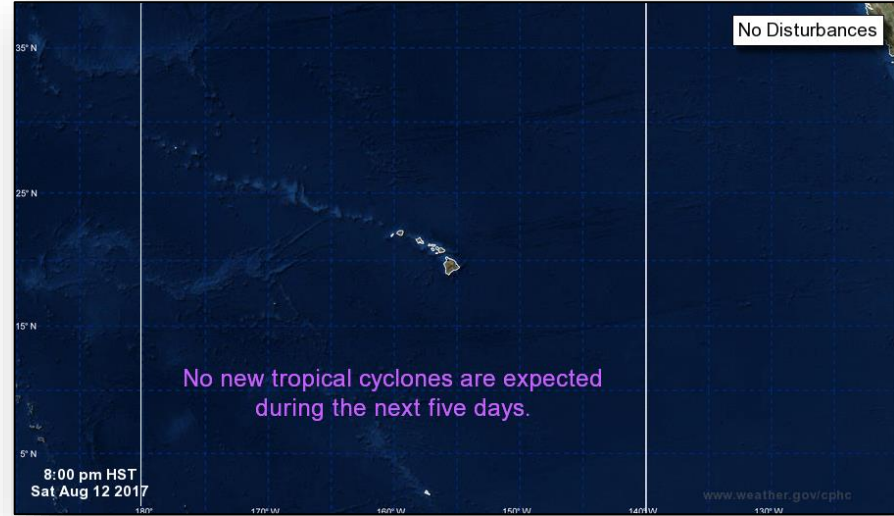 No Disturbances
35° N
25° N
15° N
No new tropical cyclones are expected
during the next five days.
5° N
8:00 pm HST
Sat Aug 12 2017
www.weather.gov/cphc
180°
170° W
160° W
150° W
140° W
130° W